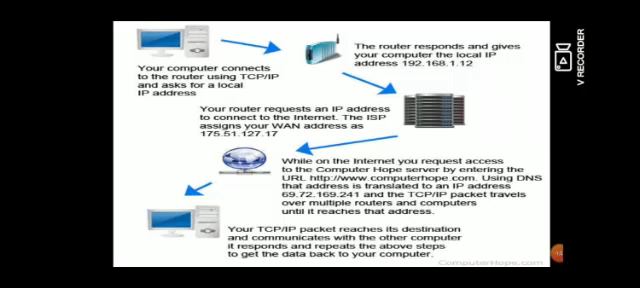 Your computer connects
to the router using TCP/IP
and asks for a local
IP address
The router responds and gives
your computer the local IP
address 192.168.1.12
Your router requests an IP address
to connect to the Internet. The ISP
assigns your WAN address as
175.51.127.17
While on the Internet you request access
to the Computer Hope server by entering the
URL http://www.computerhope.com. Using DNS
that address is translated to an IP address
69.72.169.241 and the TCP/IP packet travels
over multiple routers and computers
until it reaches that address.
Your TCP/IP packet reaches its destination
and communicates with the other computer
it responds and repeats the above steps
to get the data back to your computer.
ComputerHope.com
V RECORDER